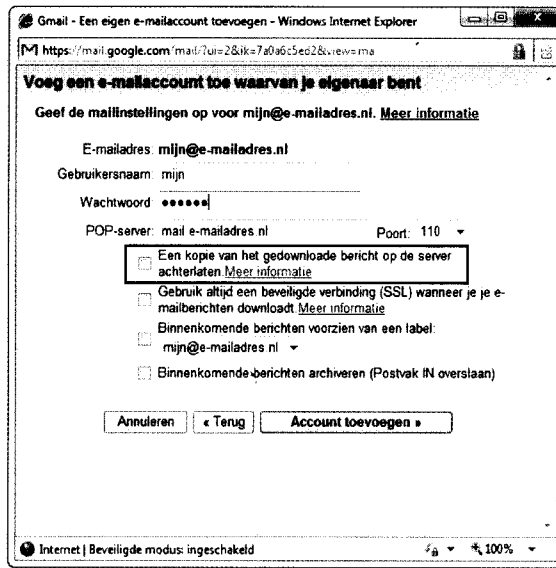 Gmail - Een eigen e-mailaccount toevoegen - Windows Internet Explorer
https://mail.google.com/mail/?ui=2&ik=7a0a6c5ed2&view=ma
Voeg een e-mailaccount toe waarvan je eigenaar bent
Geef de mailinstellingen op voor mijn@e-mailadres.nl. Meer informatie
E-mailadres: mijn@e-mailadres.nl
Gebruikersnaam: mijn
Wachtwoord: ●●●●●●
POP-server: mail e-mailadres nl Poort: 110
Een kopie van het gedownloade bericht op de server
achterlaten. Meer informatie
Gebruik altijd een beveiligde verbinding (SSL) wanneer je je e-
mailberichten downloadt. Meer informatie
Binnenkomende berichten voorzien van een label:
mijn@e-mailadres nl
Binnenkomende berichten archiveren (Postvak IN overslaan)
Annuleren « Terug Account toevoegen »
Internet | Beveiligde modus: ingeschakeld 100%